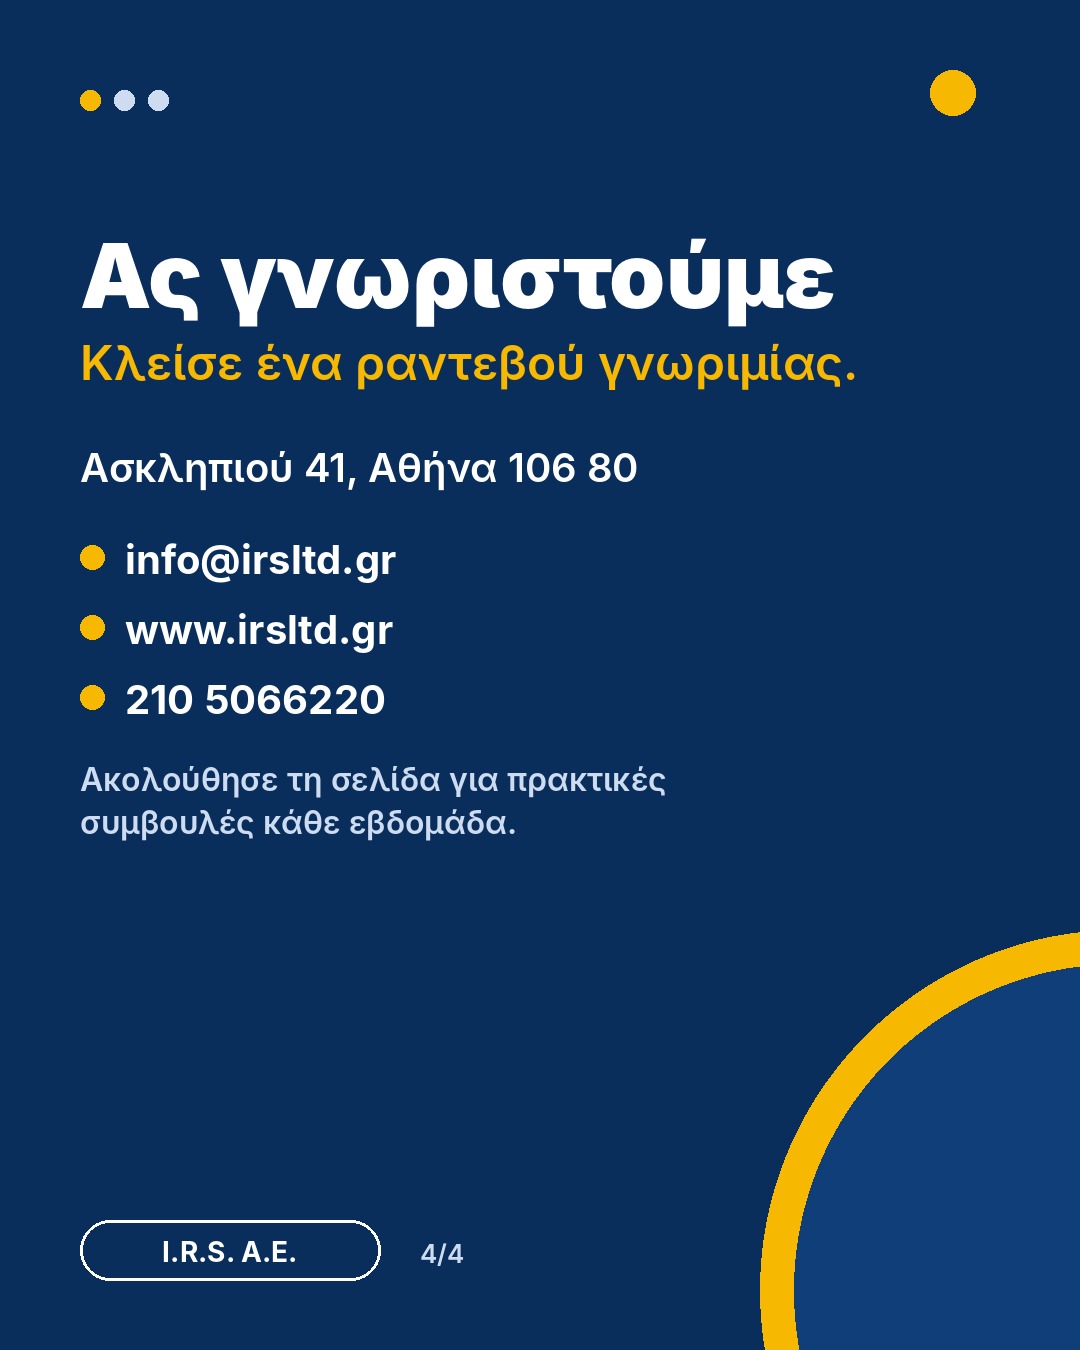 Ας γνωριστούμε
Κλείσε ένα ραντεβού γνωριμίας.
Ασκληπιού 41, Αθήνα 106 80
info@irsltd.gr
www.irsltd.gr
210 5066220
Ακολούθησε τη σελίδα για πρακτικές
συμβουλές κάθε εβδομάδα.
I.R.S. A.E.
4/4